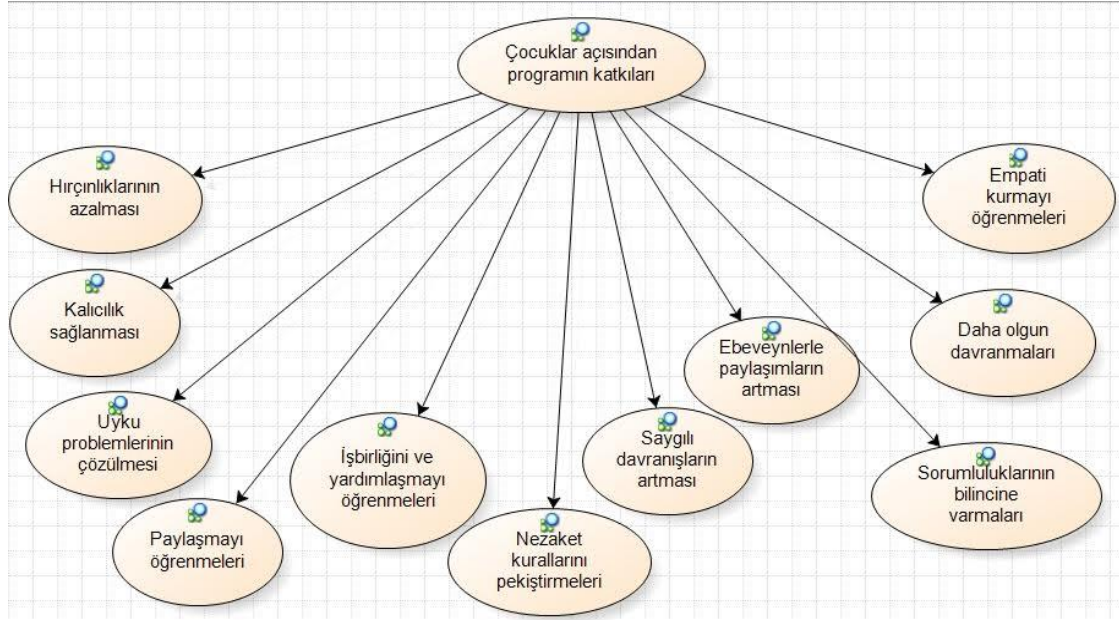 Çocuklar açısından
programın katkıları
Hırçınlıklarının
azalması
Empati
kurmayı
öğrenmeleri
Kalıcılık
sağlanması
Daha olgun
davranmaları
Ebeveynlerle
paylaşımların
artması
Uyku
problemlerinin
çözülmesi
İşbirliğini ve
yardımlaşmayı
öğrenmeleri
Saygılı
davranışların
artması
Sorumluluklarının
bilincine
varmaları
Paylaşmayı
öğrenmeleri
Nezaket
kurallarını
pekiştirmeleri